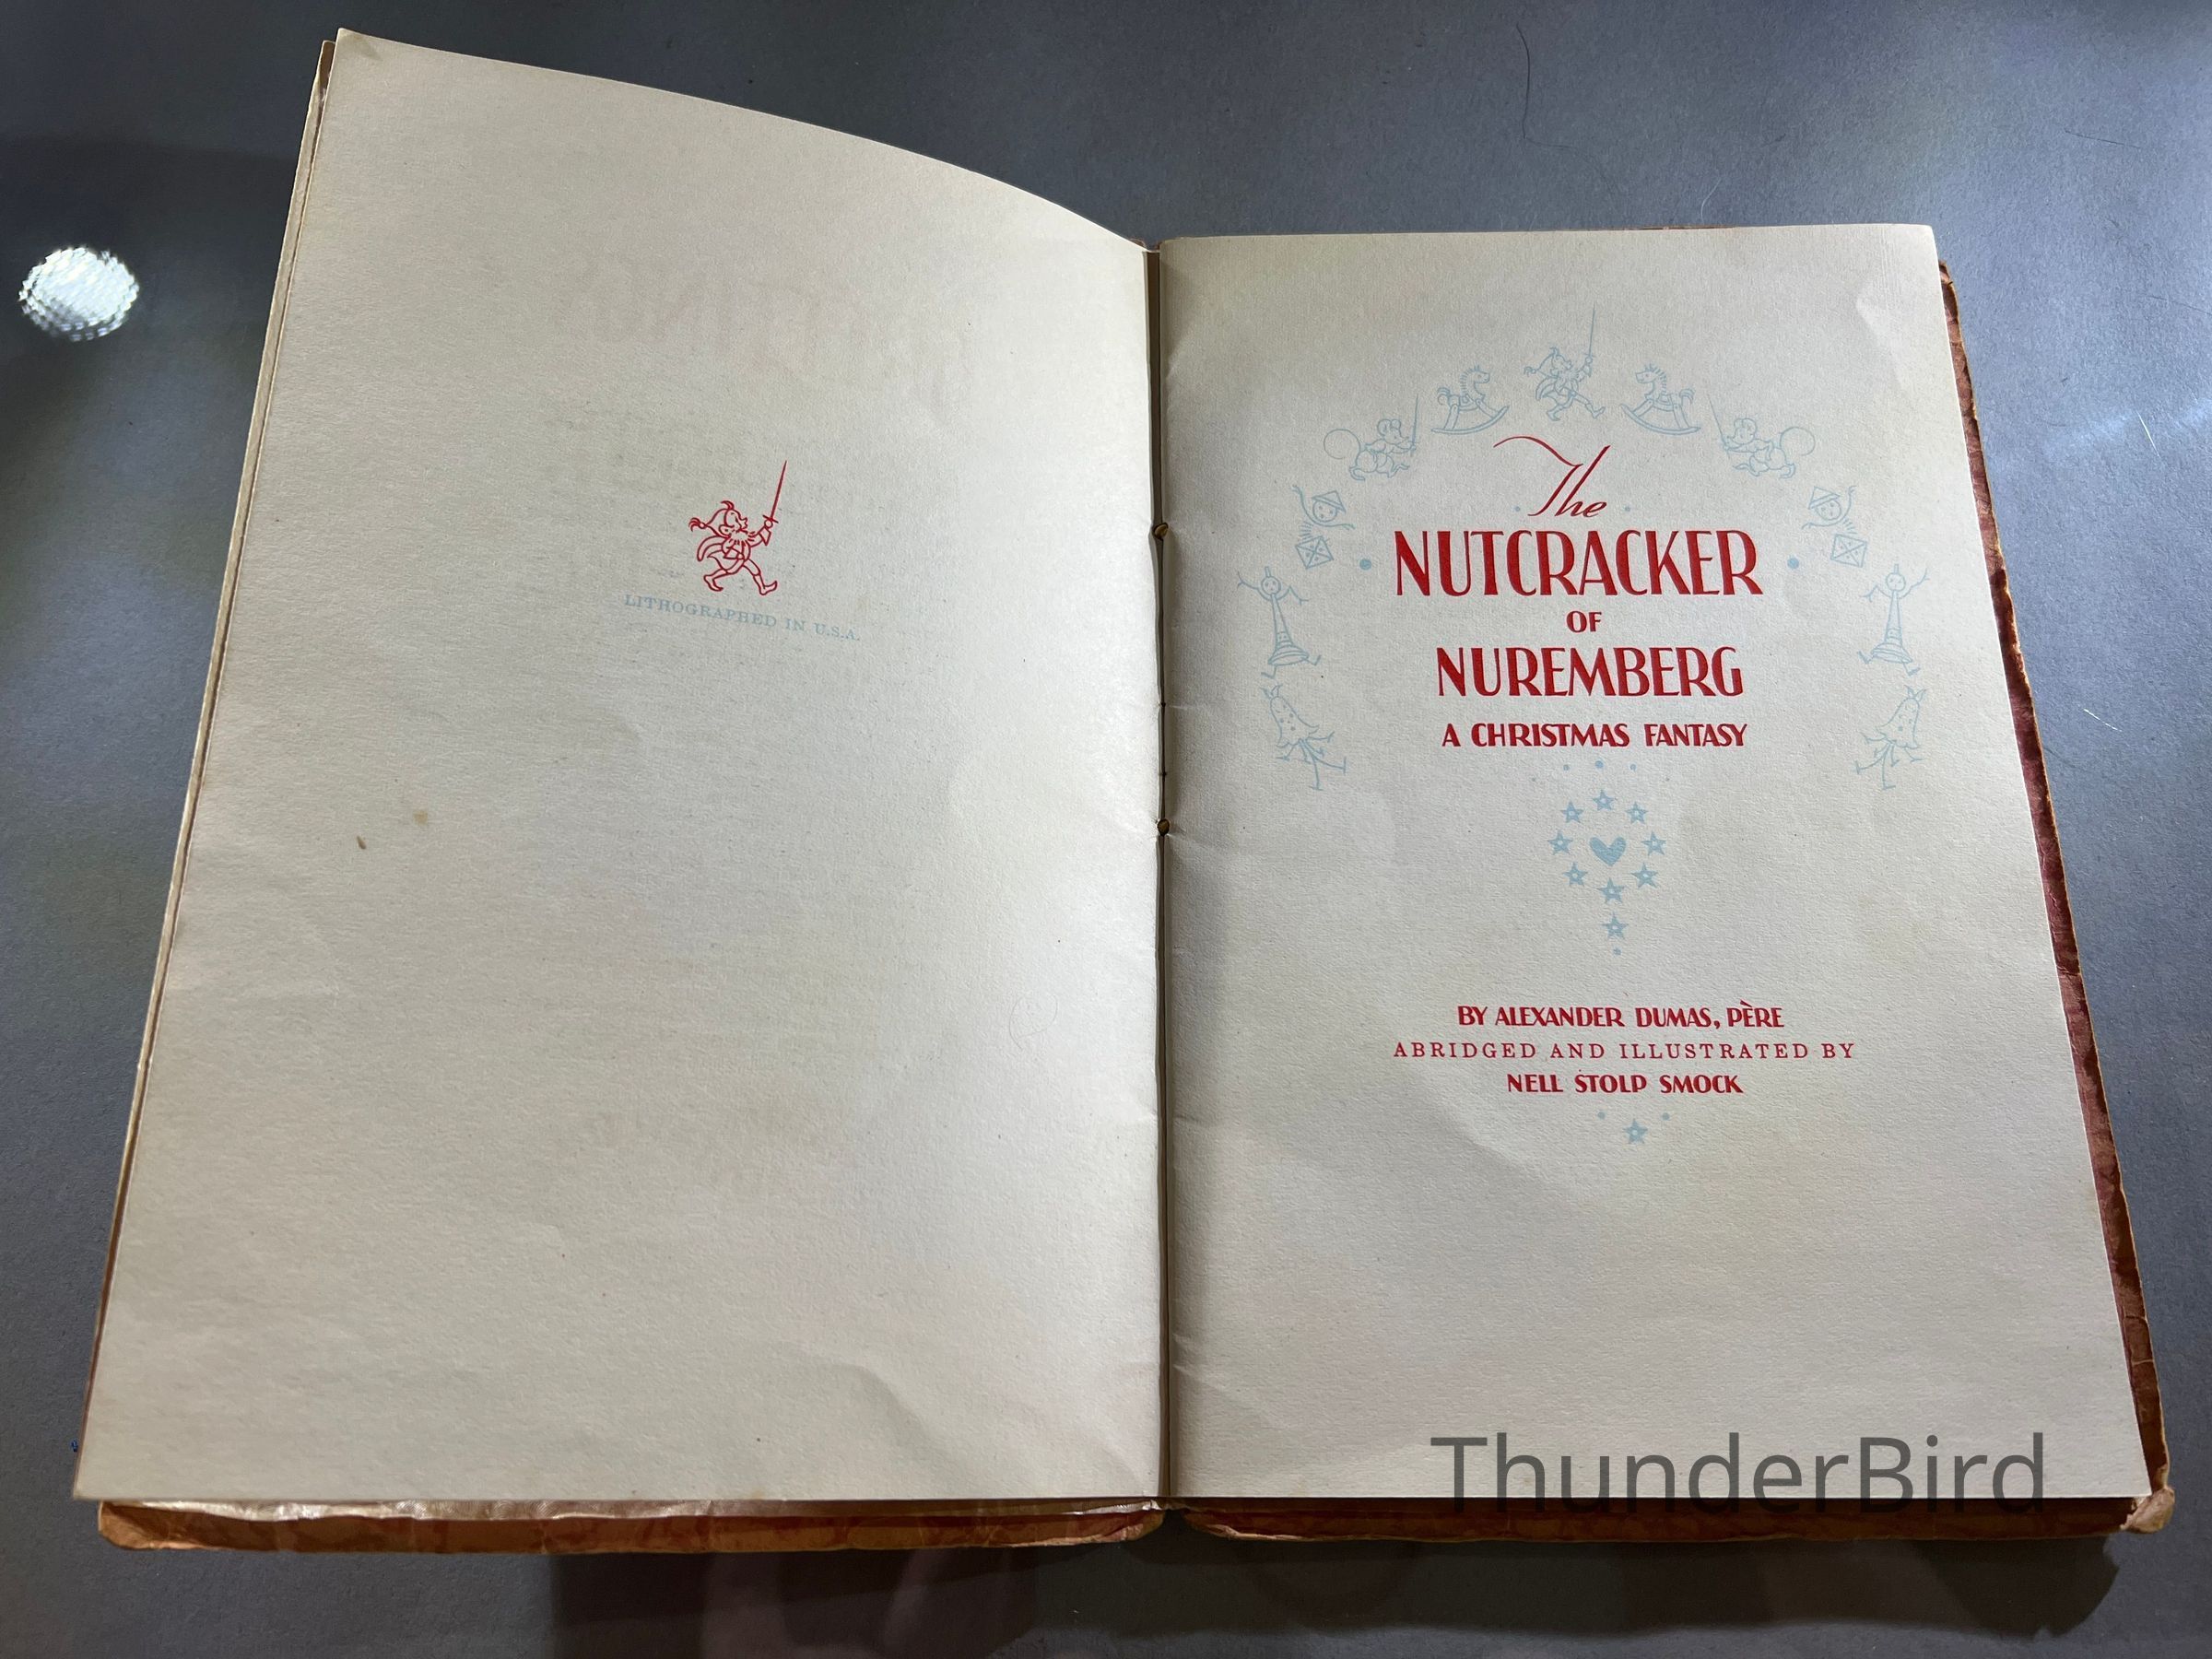 LITHOGRAPHED IN U.S.A.
The
NUTCRACKER
OF
NUREMBERG
A CHRISTMAS FANTASY
BY ALEXANDER DUMAS, PÈRE
ABRIDGED AND ILLUSTRATED BY
NELL STOLP SMOCK
ThunderBird